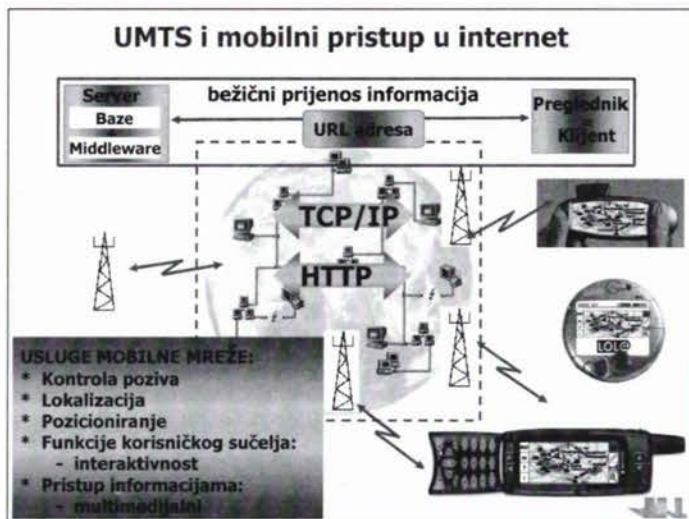 UMTS i mobilni pristup u internet
Server
bežični prijenos informacija
Preglednik
Baze
URL adresa
=
Middleware
Klijent
TCP/IP
HTTP
LOL@
USLUGE MOBILNE MREŽE:
* Kontrola poziva
* Lokalizacija
* Pozicioniranje
* Funkcije korisničkog sučelja:
- interaktivnost
* Pristup informacijama:
- multimedijalni